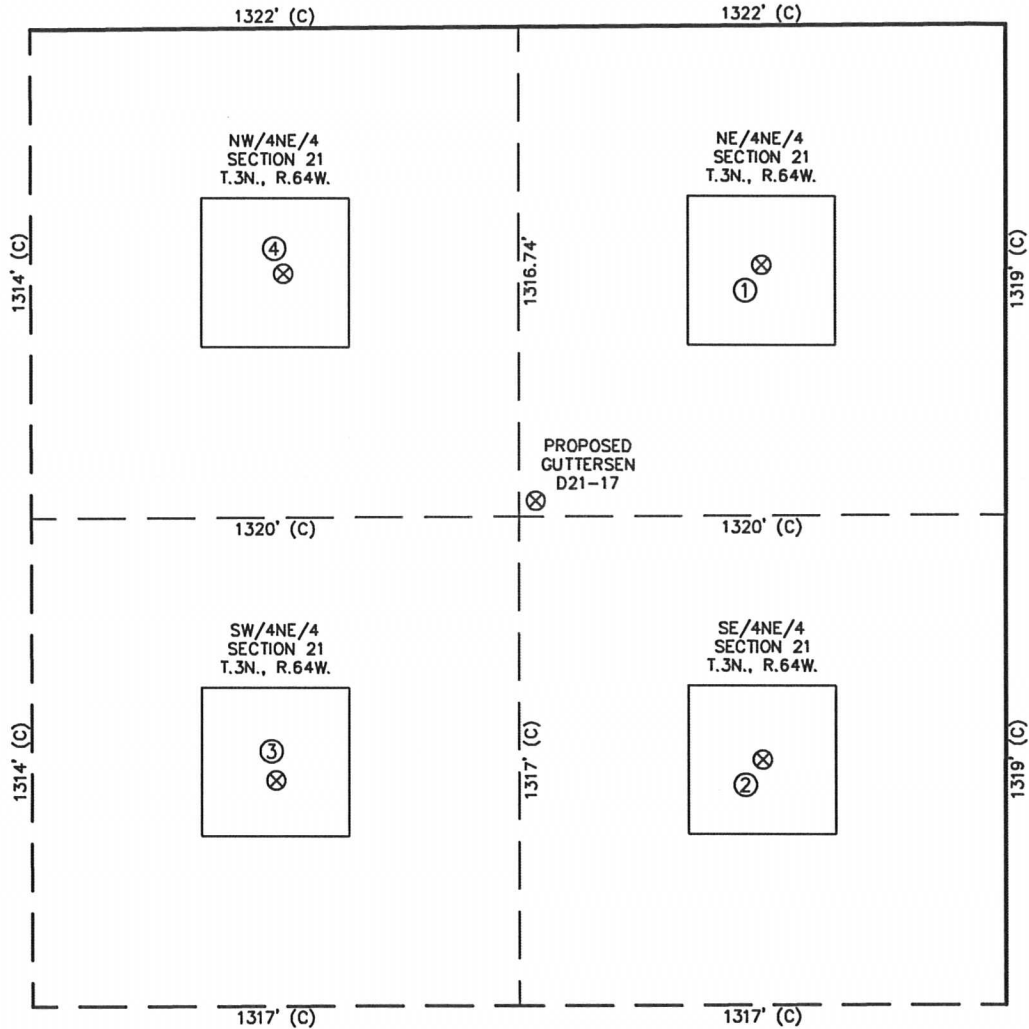 1322' (C)
1322' (C)
NW/4NE/4
SECTION 21
T.3N., R.64W.
NE/4NE/4
SECTION 21
T.3N., R.64W.
1314' (C)
4
1316.74'
1
1319' (C)
PROPOSED
GUTTERSEN
D21-17
1320' (C)
1320' (C)
SW/4NE/4
SECTION 21
T.3N., R.64W.
SE/4NE/4
SECTION 21
T.3N., R.64W.
1314' (C)
3
1317' (C)
2
1319' (C)
1317' (C)
1317' (C)